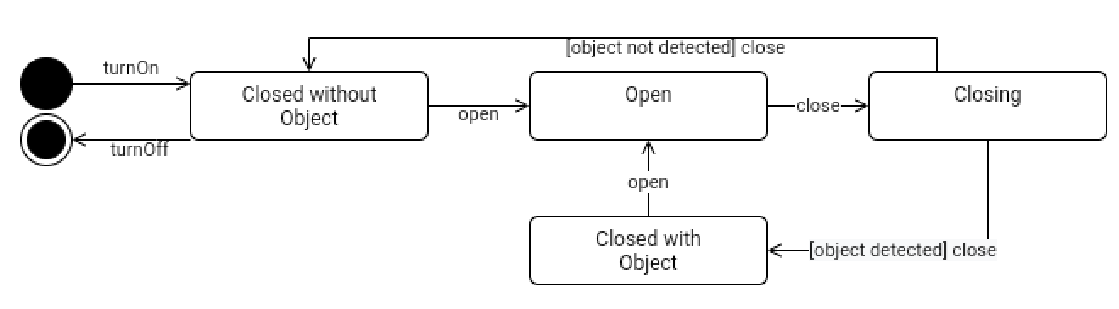 [object not detected] close
turnOn
Closed without
Object
open
Open
close
Closing
turnOff
open
Closed with
Object
[object detected] close